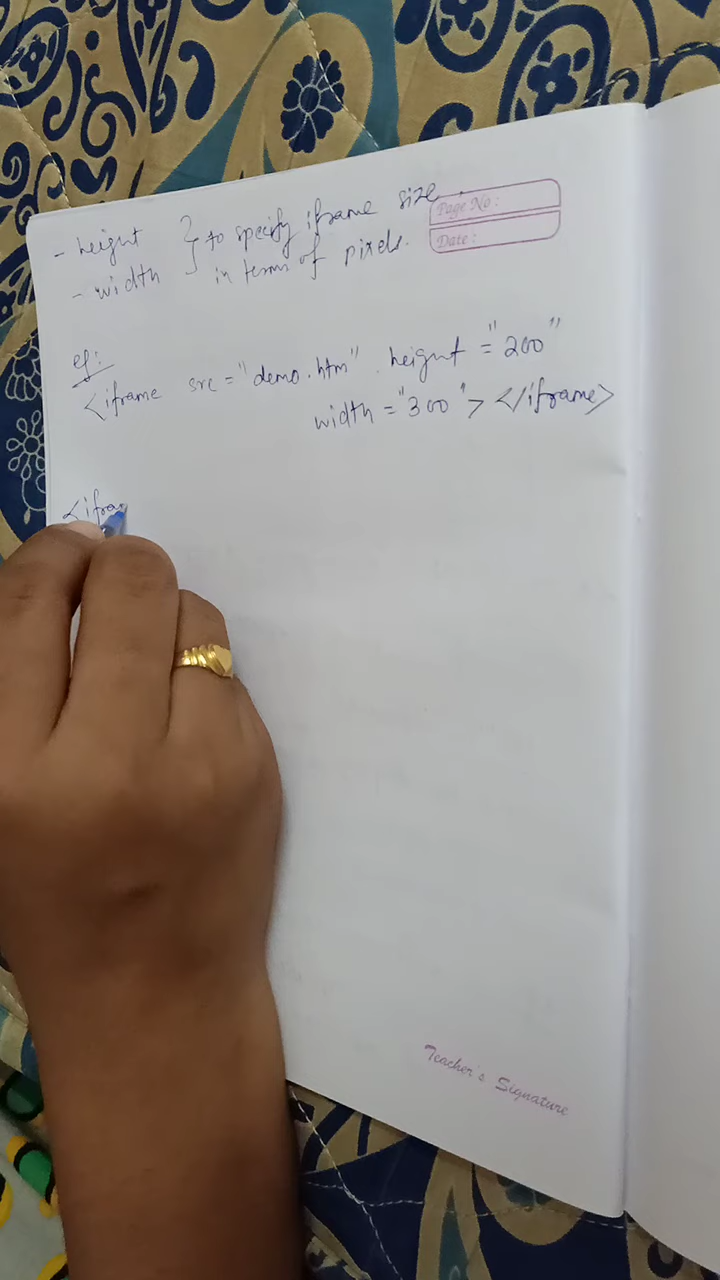 - height } to specify iframe size.
- width in terms of pixels.
Page No :
Date :
eg:
<iframe src = "demo.htm" height = "200"
width = "300" > </iframe>
<ifram
Teacher's Signature